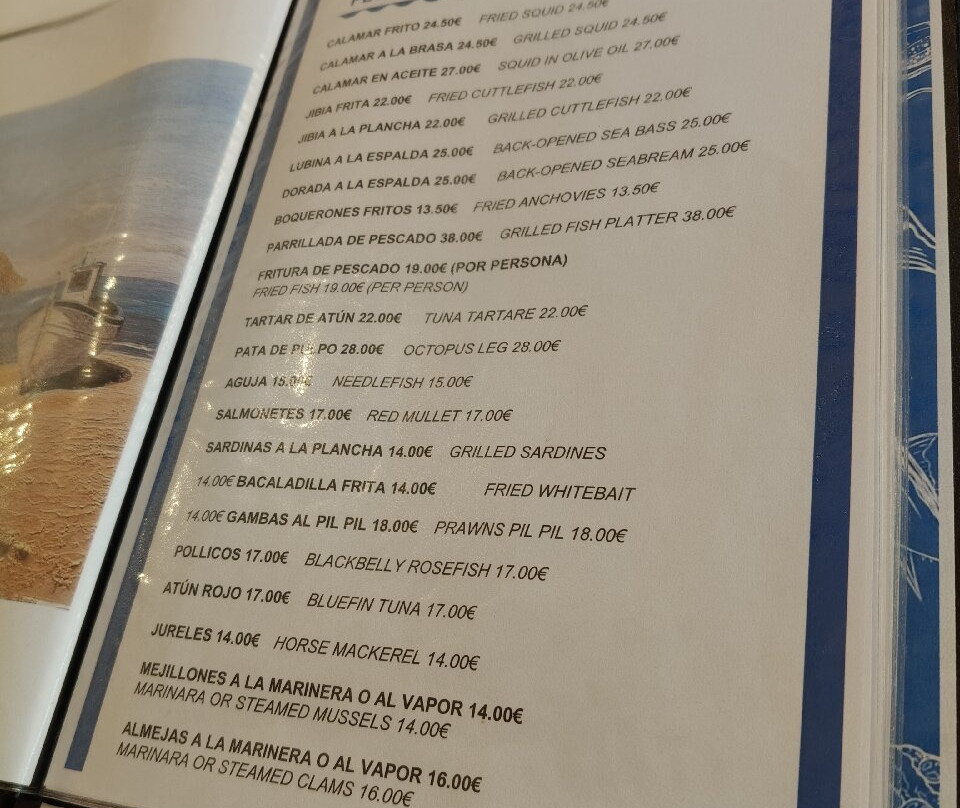 CALAMAR FRITO 24.50€ FRIED SQUID 24.50€
CALAMAR A LA BRASA 24.50€ GRILLED SQUID 24.50€
CALAMAR EN ACEITE 27.00€ SQUID IN OLIVE OIL 27.00€
JIBIA FRITA 22.00€ FRIED CUTTLEFISH 22.00€
JIBIA A LA PLANCHA 22.00€ GRILLED CUTTLEFISH 22.00€
LUBINA A LA ESPALDA 25.00€ BACK-OPENED SEA BASS 25.00€
DORADA A LA ESPALDA 25.00€ BACK-OPENED SEABREAM 25.00€
BOQUERONES FRITOS 13.50€ FRIED ANCHOVIES 13.50€
PARRILLADA DE PESCADO 38.00€ GRILLED FISH PLATTER 38.00€
FRITURA DE PESCADO 19.00€ (POR PERSONA)
FRIED FISH 19.00€ (PER PERSON)
TARTAR DE ATÚN 22.00€ TUNA TARTARE 22.00€
PATA DE PULPO 28.00€ OCTOPUS LEG 28.00€
AGUJA 15.00€ NEEDLEFISH 15.00€
SALMONETES 17.00€ RED MULLET 17.00€
SARDINAS A LA PLANCHA 14.00€ GRILLED SARDINES
14.00€ BACALADILLA FRITA 14.00€ FRIED WHITEBAIT
14.00€ GAMBAS AL PIL PIL 18.00€ PRAWNS PIL PIL 18.00€
POLLICOS 17.00€ BLACKBELLY ROSEFISH 17.00€
ATÚN ROJO 17.00€ BLUEFIN TUNA 17.00€
JURELES 14.00€ HORSE MACKEREL 14.00€
MEJILLONES A LA MARINERA O AL VAPOR 14.00€
MARINARA OR STEAMED MUSSELS 14.00€
ALMEJAS A LA MARINERA O AL VAPOR 16.00€
MARINARA OR STEAMED CLAMS 16.00€